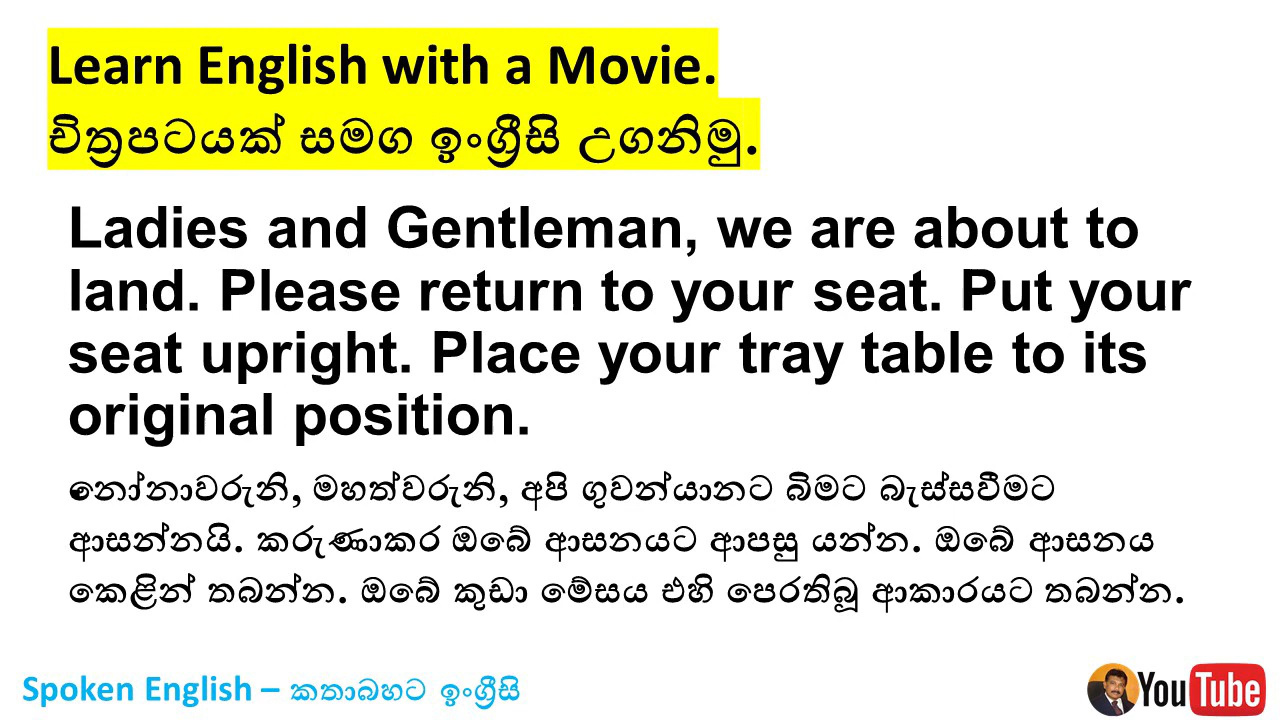 Learn English with a Movie.
චිත්‍රපටයක් සමග ඉංග්‍රීසි උගනිමු.
Ladies and Gentleman, we are about to
land. Please return to your seat. Put your
seat upright. Place your tray table to its
original position.
නෝනාවරුනි, මහත්වරුනි, අපි ගුවන්යානට බිමට බැස්සවීමට
ආසන්නයි. කරුණාකර ඔබේ ආසනයට ආපසු යන්න. ඔබේ ආසනය
කෙළින් තබන්න. ඔබේ කුඩා මේසය එහි පෙරතිබූ ආකාරයට තබන්න.
Spoken English – කතාබහට ඉංග්‍රීසි
YouTube